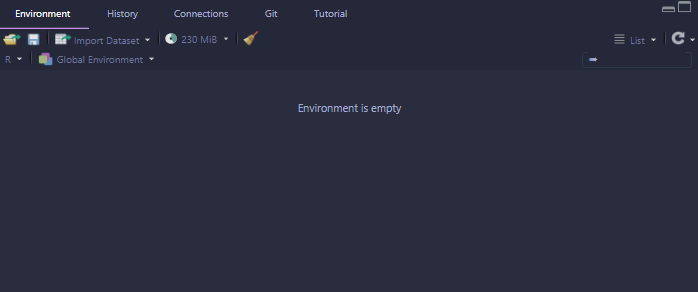 Environment History Connections Git Tutorial
Import Dataset 230 MiB List
R Global Environment
Environment is empty